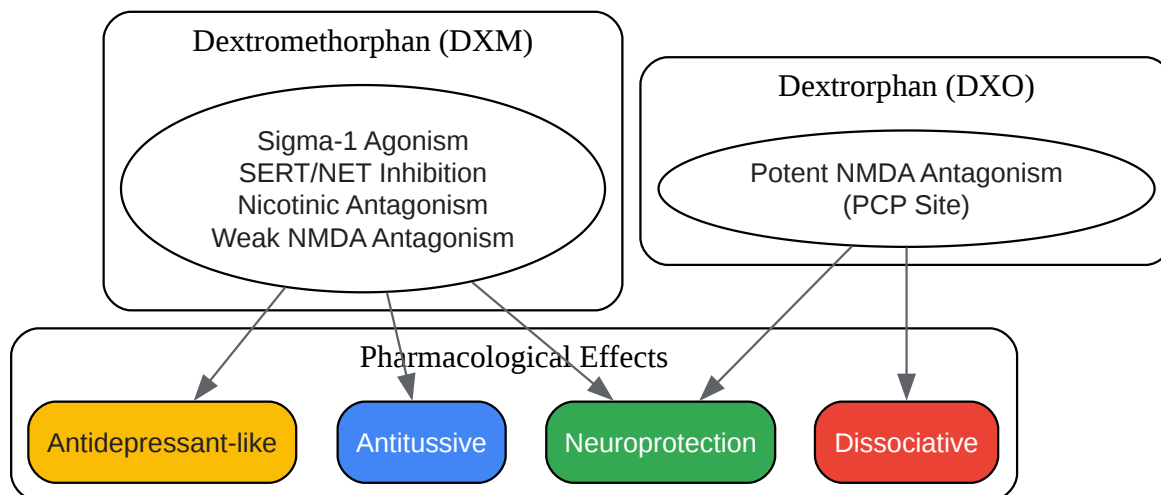 Dextromethorphan (DXM)
Sigma-1 Agonism
SERT/NET Inhibition
Nicotinic Antagonism
Weak NMDA Antagonism
Dextrorphan (DXO)
Potent NMDA Antagonism
(PCP Site)
Pharmacological Effects
Antidepressant-like
Antitussive
Neuroprotection
Dissociative